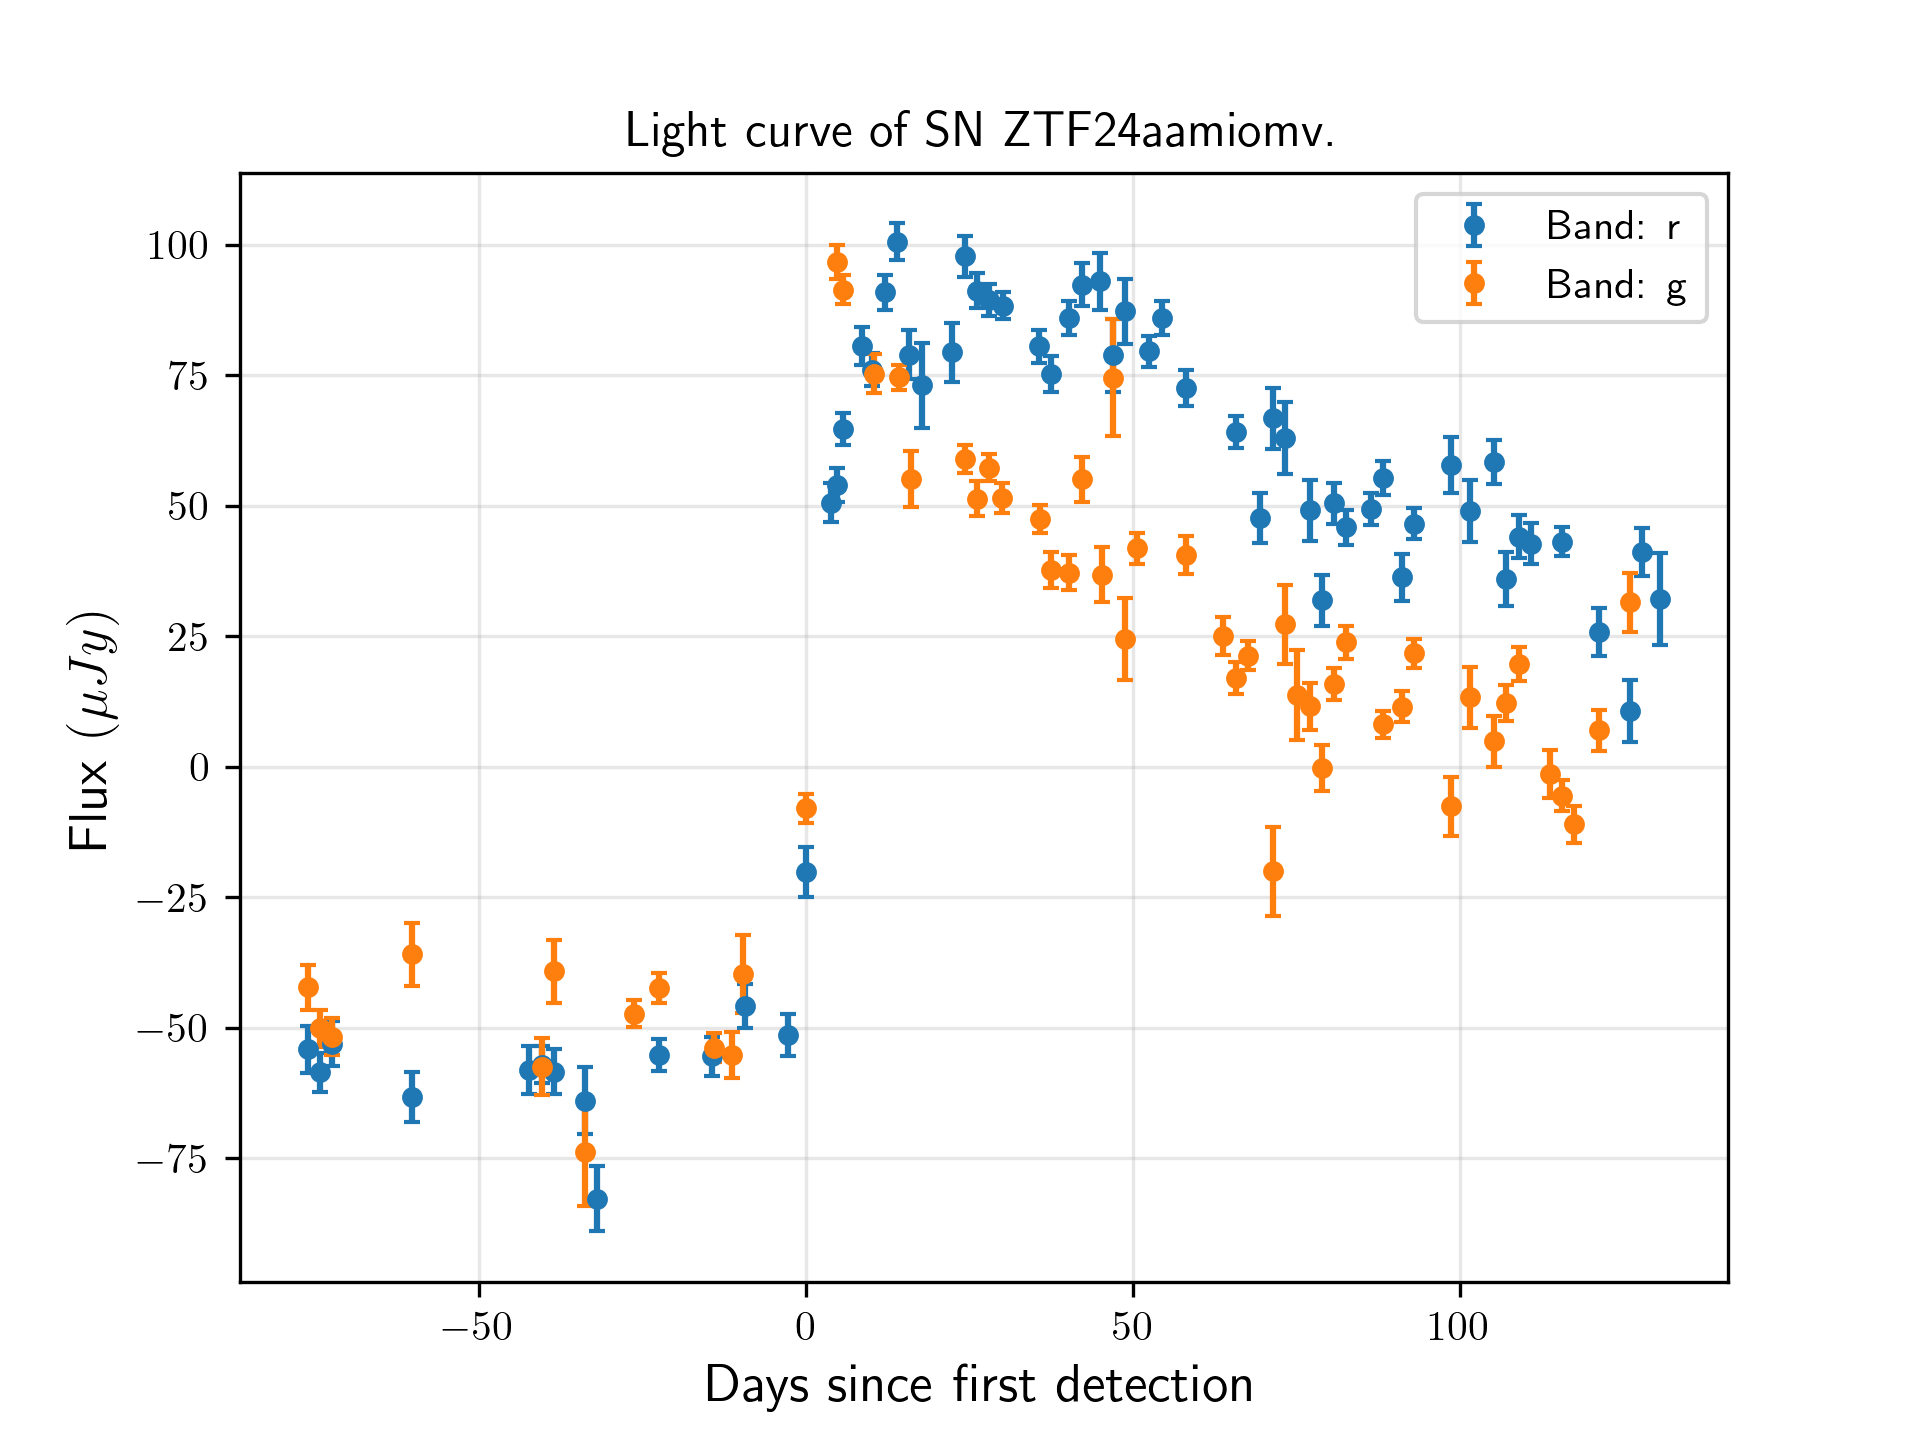 Light curve of SN ZTF24aamiomv.
Band: r
Band: g
100
75
50
25
0
−25
−50
−75
Flux (μJy)
−50 0 50 100
Days since first detection